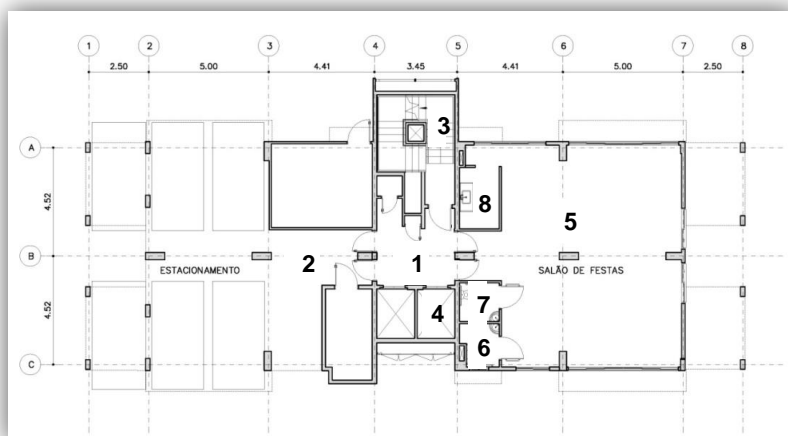 1 2 3 4 5 6 7 8
2.50 5.00 4.41 3.45 4.41 5.00 2.50
3
A
4.52
8
5
B
ESTACIONAMENTO 2 1 SALÃO DE FESTAS
4.52
7
4
6
C